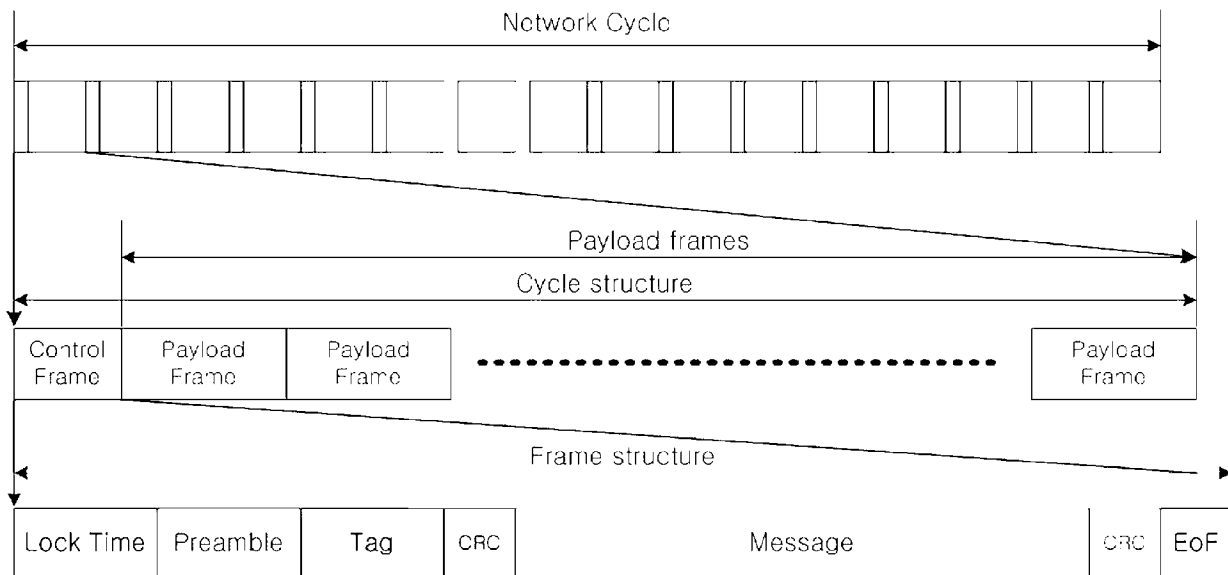 Network Cycle
Payload frames
Cycle structure
Control
Frame
Payload
Frame
Payload
Frame
Payload
Frame
Frame structure
Lock Time
Preamble
Tag
CRC
Message
CRC
EoF